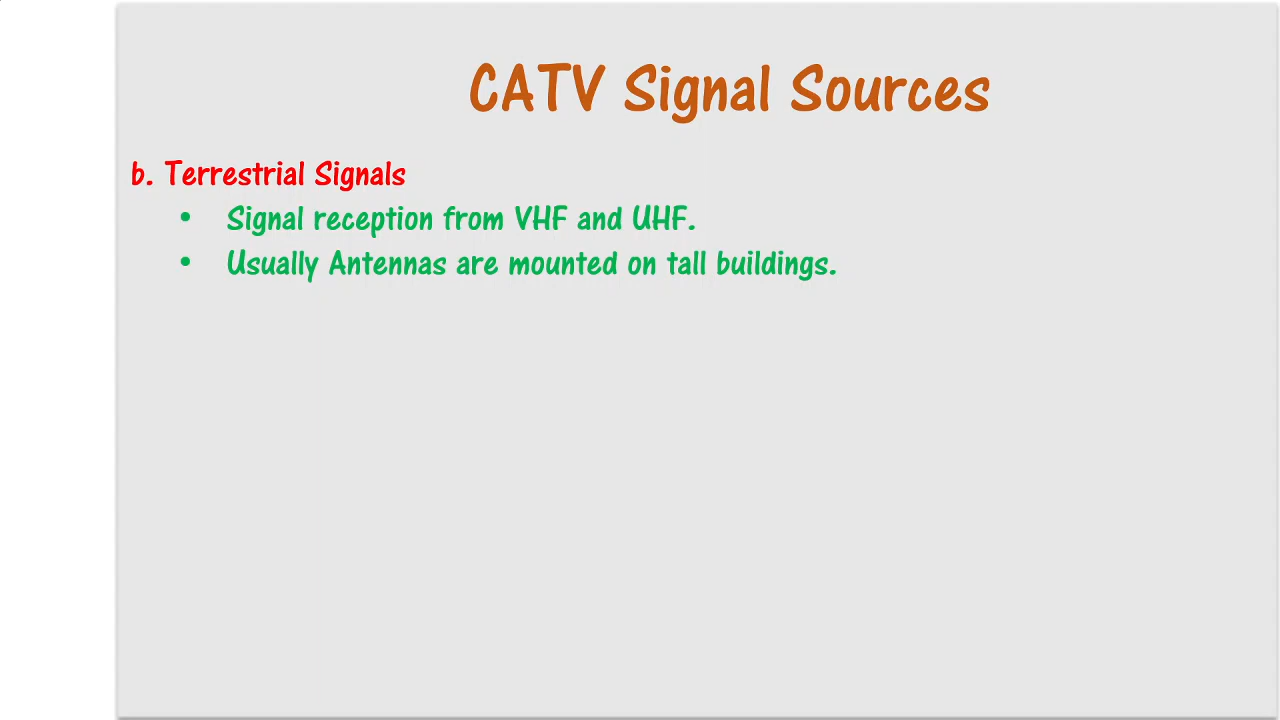 CATV Signal Sources
b. Terrestrial Signals
• Signal reception from VHF and UHF.
• Usually Antennas are mounted on tall buildings.